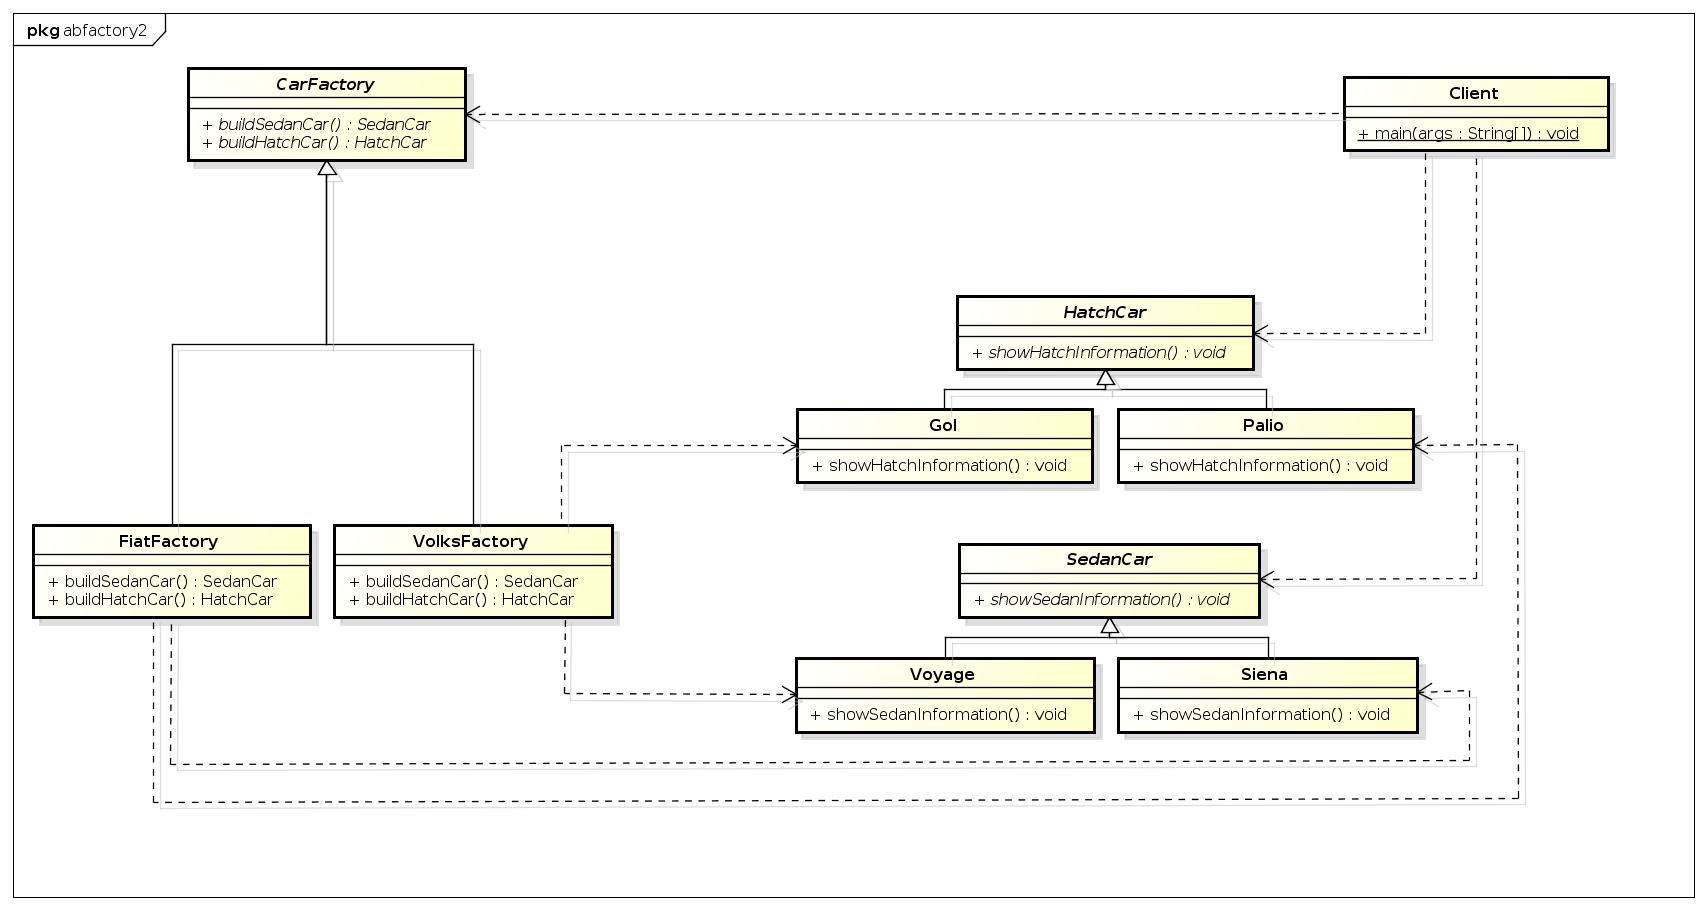 pkg abfactory2
CarFactory
+ buildSedanCar() : SedanCar
+ buildHatchCar() : HatchCar
Client
+ main(args : String[]) : void
HatchCar
+ showHatchInformation() : void
Gol
+ showHatchInformation() : void
Palio
+ showHatchInformation() : void
FiatFactory
+ buildSedanCar() : SedanCar
+ buildHatchCar() : HatchCar
VolksFactory
+ buildSedanCar() : SedanCar
+ buildHatchCar() : HatchCar
SedanCar
+ showSedanInformation() : void
Voyage
+ showSedanInformation() : void
Siena
+ showSedanInformation() : void